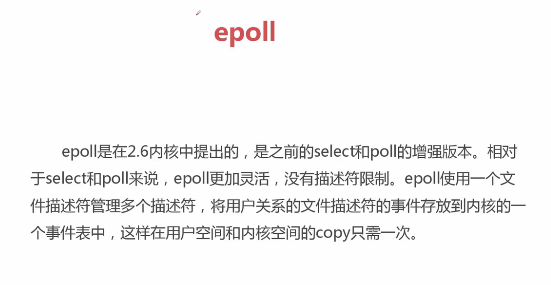 epoll
epoll是在2.6内核中提出的，是之前的select和poll的增强版本。相对
于select和poll来说，epoll更加灵活，没有描述符限制。epoll使用一个文
件描述符管理多个描述符，将用户关系的文件描述符的事件存放到内核的一
个事件表中，这样在用户空间和内核空间的copy只需一次。